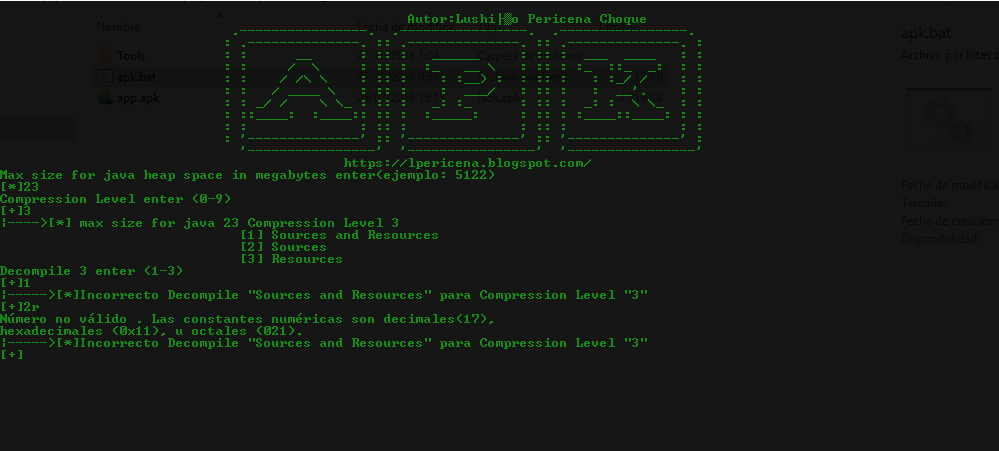 Autor:Lushi|▒o Pericena Choque
Tools
apk.bat
app.apk
apk.bat
Archivo por lotes
https://lpericena.blogspot.com/
Max size for java heap space in megabytes enter(ejemplo: 5122)
[*]23
Compression Level enter (0-9)
[+]3
¦---->[*] max size for java 23 Compression Level 3
[1] Sources and Resources
[2] Sources
[3] Resources
Decompile 3 enter (1-3)
[+]1
¦----->[*]Incorrecto Decompile "Sources and Resources" para Compression Level "3"
[+]2r
Número no válido . Las constantes numéricas son decimales(17),
hexadecimales (0x11), u octales (021).
¦----->[*]Incorrecto Decompile "Sources and Resources" para Compression Level "3"
[+]
Fecha de modifica
Tamaño:
Fecha de creación
Disponibilidad: